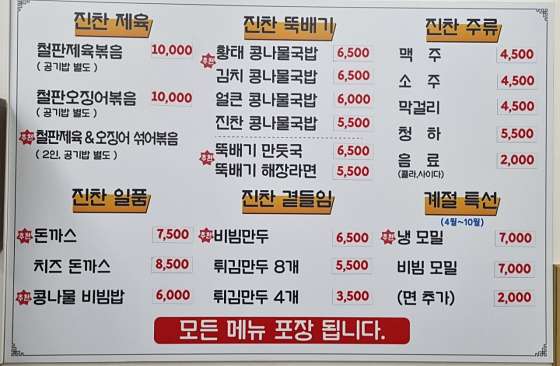 진찬 제육
철판제육볶음 10,000
( 공기밥 별도 )
철판오징어볶음 10,000
( 공기밥 별도 )
추천 철판제육 & 오징어 섞어볶음
( 2인, 공기밥 별도 )
진찬 뚝배기
추천 황태 콩나물국밥 6,500
김치 콩나물국밥 6,500
얼큰 콩나물국밥 6,000
진찬 콩나물국밥 5,500
추천 뚝배기 만둣국 6,500
뚝배기 해장라면 5,500
진찬 주류
맥 주 4,500
소 주 4,500
막걸리 4,500
청 하 5,500
음 료 2,000
(콜라,사이다)
진찬 일품
추천 돈까스 7,500
치즈 돈까스 8,500
추천 콩나물 비빔밥 6,000
진찬 곁들임
추천 비빔만두 6,500
튀김만두 8개 5,500
튀김만두 4개 3,500
계절 특선
(4월~10월)
추천 냉 모밀 7,000
비빔 모밀 7,000
(면 추가) 2,000
모든 메뉴 포장 됩니다.